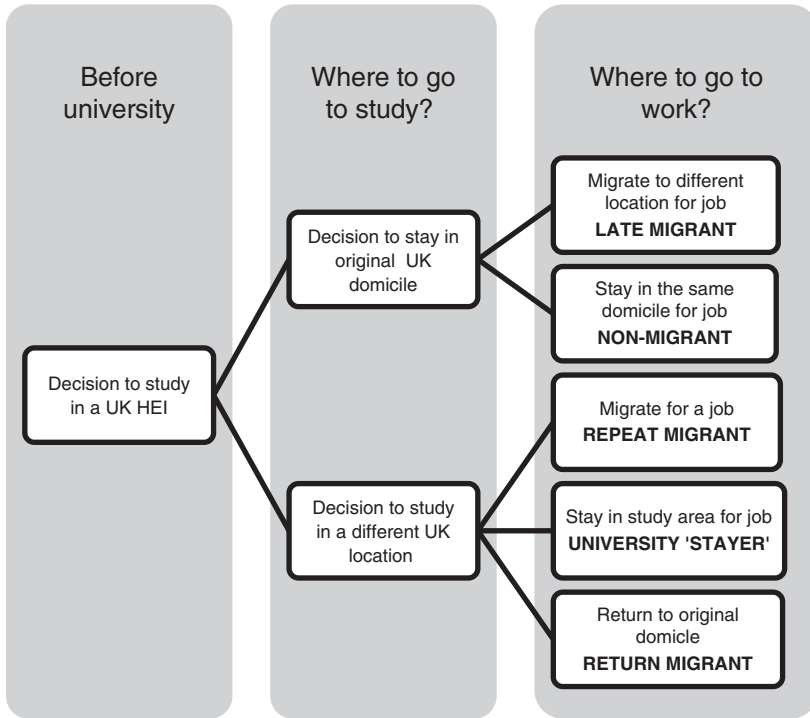 Before
university
Where to go
to study?
Where to go to
work?
Decision to study
in a UK HEI
Decision to stay in
original UK
domicile
Decision to study
in a different UK
location
Migrate to different
location for job
LATE MIGRANT
Stay in the same
domicile for job
NON-MIGRANT
Migrate for a job
REPEAT MIGRANT
Stay in study area for job
UNIVERSITY 'STAYER'
Return to original
domicle
RETURN MIGRANT